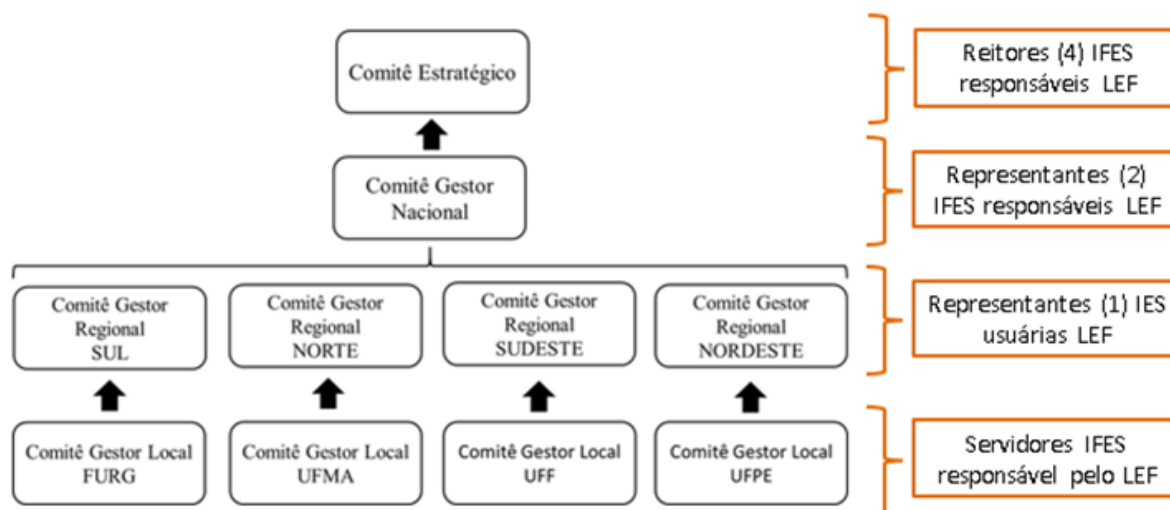 Comitê Estratégico
Reitores (4) IFES
responsáveis LEF
Comitê Gestor
Nacional
Representantes (2)
IFES responsáveis LEF
Comitê Gestor
Regional
SUL
Comitê Gestor
Regional
NORTE
Comitê Gestor
Regional
SUDESTE
Comitê Gestor
Regional
NORDESTE
Representantes (1) IES
usuárias LEF
Comitê Gestor Local
FURG
Comitê Gestor Local
UFMA
Comitê Gestor Local
UFF
Comitê Gestor Local
UFPE
Servidores IFES
responsável pelo LEF